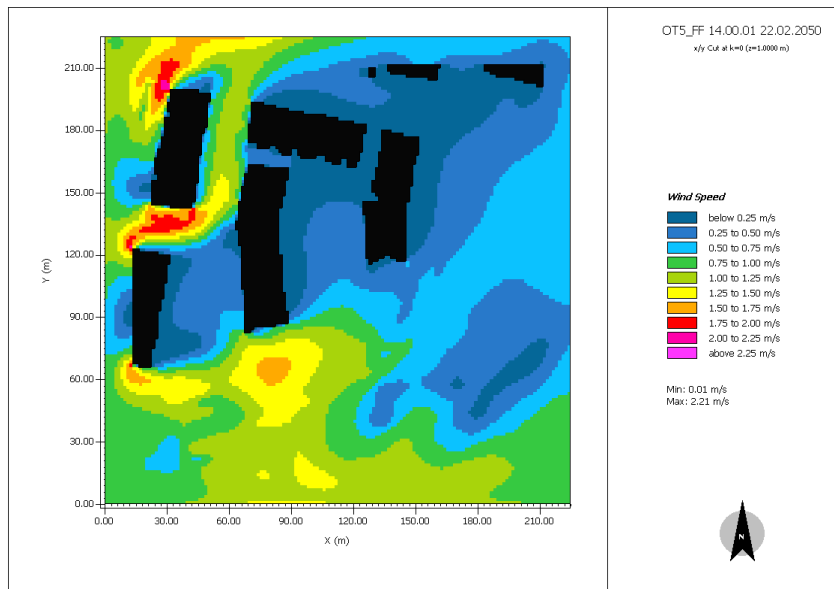 OT5_FF 14.00.01 22.02.2050
x/y Cut at k=0 (z=1.0000 m)
210.00
180.00
150.00
120.00
90.00
60.00
30.00
0.00
Y (m)
0.00 30.00 60.00 90.00 120.00 150.00 180.00 210.00
X (m)
Wind Speed
below 0.25 m/s
0.25 to 0.50 m/s
0.50 to 0.75 m/s
0.75 to 1.00 m/s
1.00 to 1.25 m/s
1.25 to 1.50 m/s
1.50 to 1.75 m/s
1.75 to 2.00 m/s
2.00 to 2.25 m/s
above 2.25 m/s
Min: 0.01 m/s
Max: 2.21 m/s
N